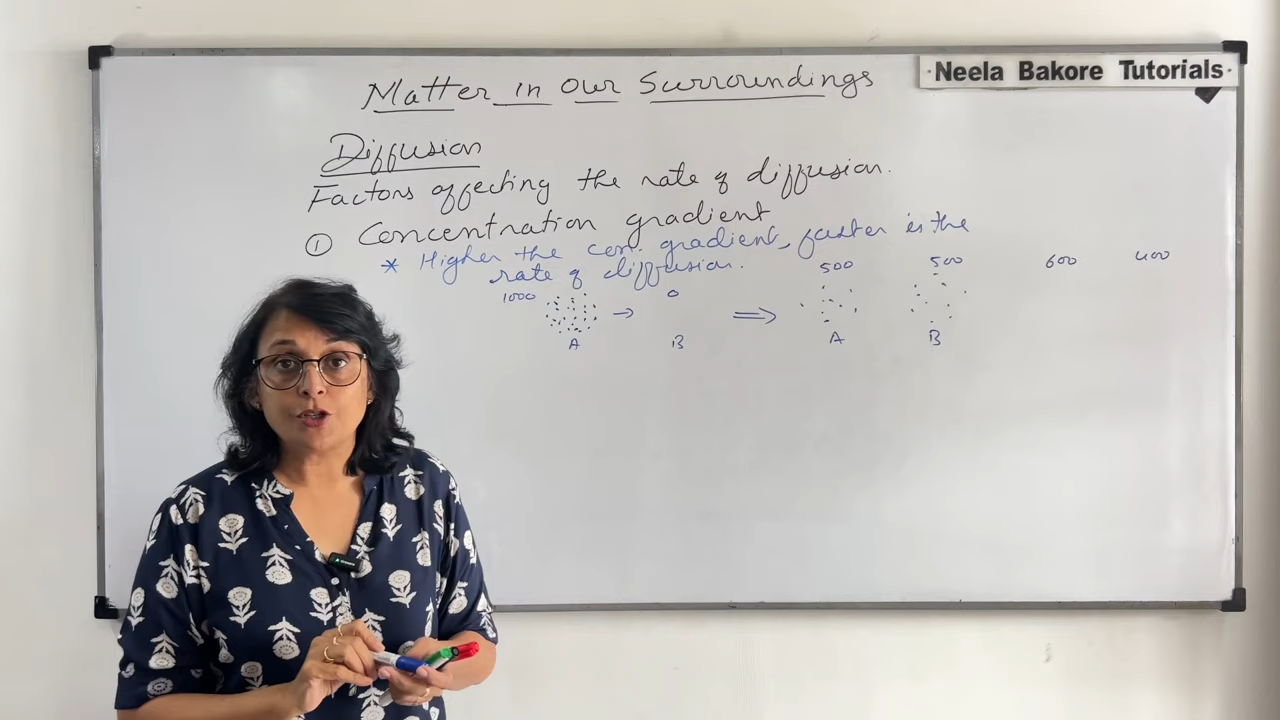 Matter in Our Surroundings
·Neela Bakore Tutorials·
Diffusion
Factors affecting the rate of diffusion.
① Concentration gradient
* Higher the con. gradient, faster is the
rate of diffusion.
500 500 600 400
1000 0
A → B ⇒ A B